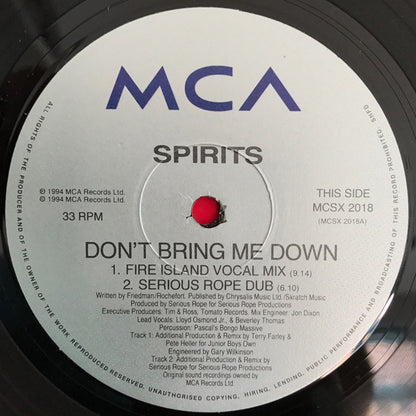 MCA
SPIRITS
℗ 1994 MCA Records Ltd.
© 1994 MCA Records Ltd.
33 RPM
THIS SIDE
MCSX 2018
(MCSX 2018A)
DON'T BRING ME DOWN
1. FIRE ISLAND VOCAL MIX (9.14)
2. SERIOUS ROPE DUB (6.10)
Written by Friedman/Rochefort. Published by Chrysalis Music Ltd. /Skratch Music
Produced by Serious Rope for Serious Rope Productions
Executive Producers: Tim & Ross, Tomato Records. Mix Engineer: Jon Dixon
Lead Vocals: Lloyd Osmond Jr., & Beverley Thomas
Percussion: Pascal's Bongo Massive
Track 1: Additional Production & Remix by Terry Farley &
Pete Heller for Junior Boys Own
Engineered by Gary Wilkinson
Track 2: Additional Production & Remix by
Serious Rope for Serious Rope Productions
Original sound recordings owned by
MCA Records Ltd
ALL RIGHTS OF THE PRODUCER AND OF THE OWNER OF THE WORK REPRODUCED RESERVED. UNAUTHORISED COPYING, HIRING, LENDING, PUBLIC PERFORMANCE AND BROADCASTING OF THIS RECORD PROHIBITED.